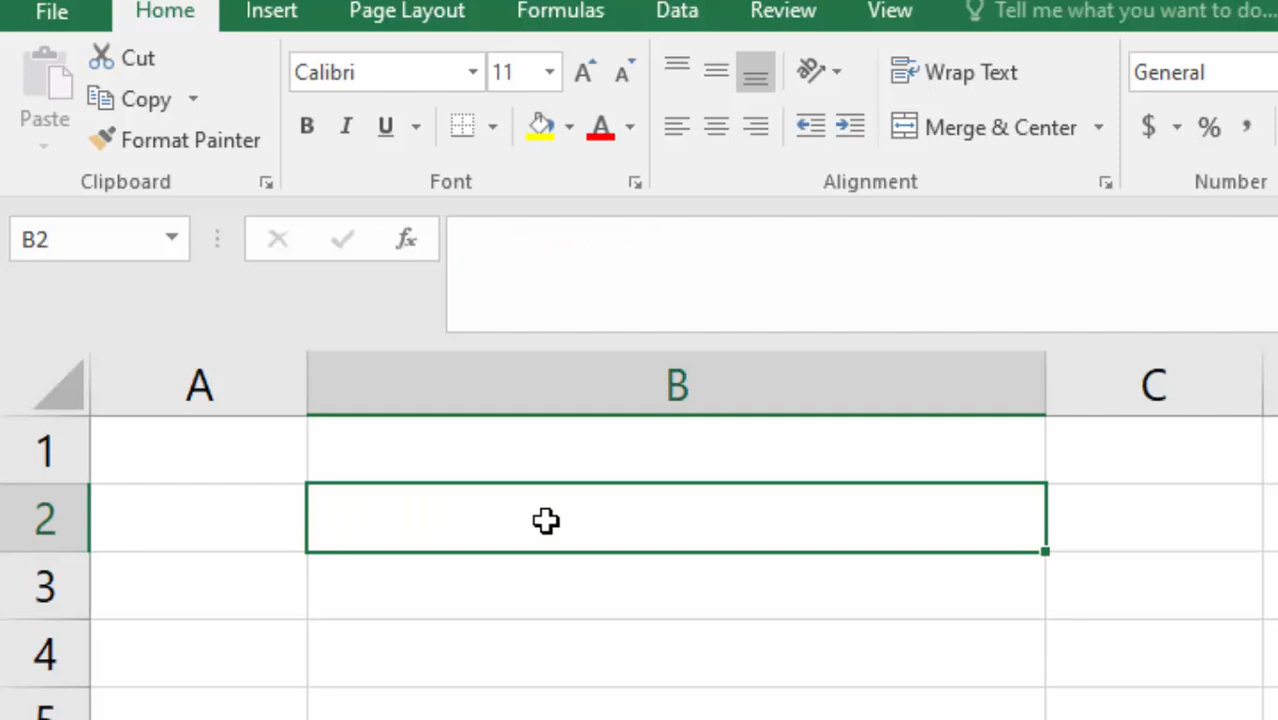 File Home Insert Page Layout Formulas Data Review View Tell me what you want to do...
Cut
Copy
Paste
Format Painter
Calibri 11
B I U A
Wrap Text
Merge & Center
General
$ % ,
Clipboard Font Alignment Number
B2 fx
A B C
1
2
3
4
5